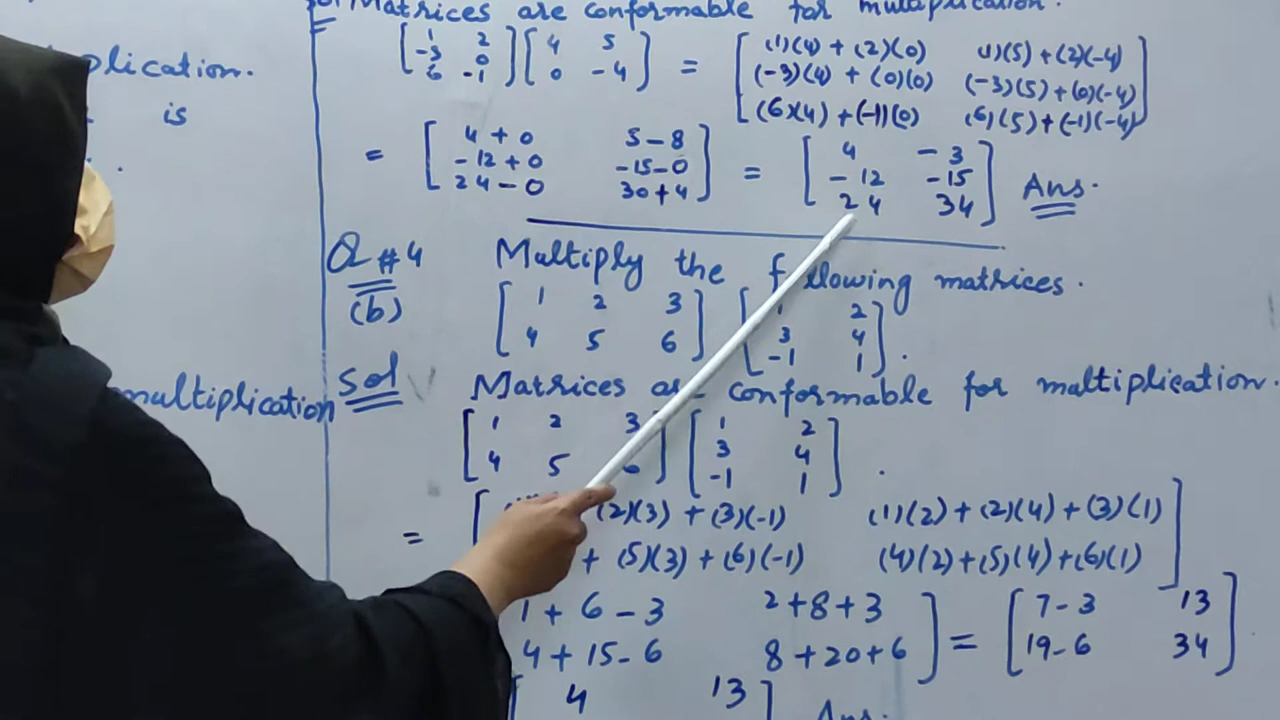 Matrices are conformable for multiplication.
plication.
is
[1 2
-3 0
6 -1] [4 5
0 -4] = [(1)(4) + (2)(0) (1)(5) + (2)(-4)
(-3)(4) + (0)(0) (-3)(5) + (0)(-4)
(6)(4) + (-1)(0) (6)(5) + (-1)(-4)]
= [4 + 0 5 - 8
-12 + 0 -15 - 0
24 - 0 30 + 4] = [4 -3
-12 -15
24 34] Ans.
Q #4 Multiply the following matrices.
(b) [1 2 3
4 5 6] [1 2
3 4
-1 1].
multiplication
Sol Matrices are conformable for multiplication.
[1 2 3
4 5 6] [1 2
3 4
-1 1].
= [(2)(3) + (3)(-1) (1)(2) + (2)(4) + (3)(1)
+ (5)(3) + (6)(-1) (4)(2) + (5)(4) + (6)(1)]
1 + 6 - 3 2 + 8 + 3
4 + 15 - 6 8 + 20 + 6] = [7 - 3 13
19 - 6 34]
[4 13] Ans.